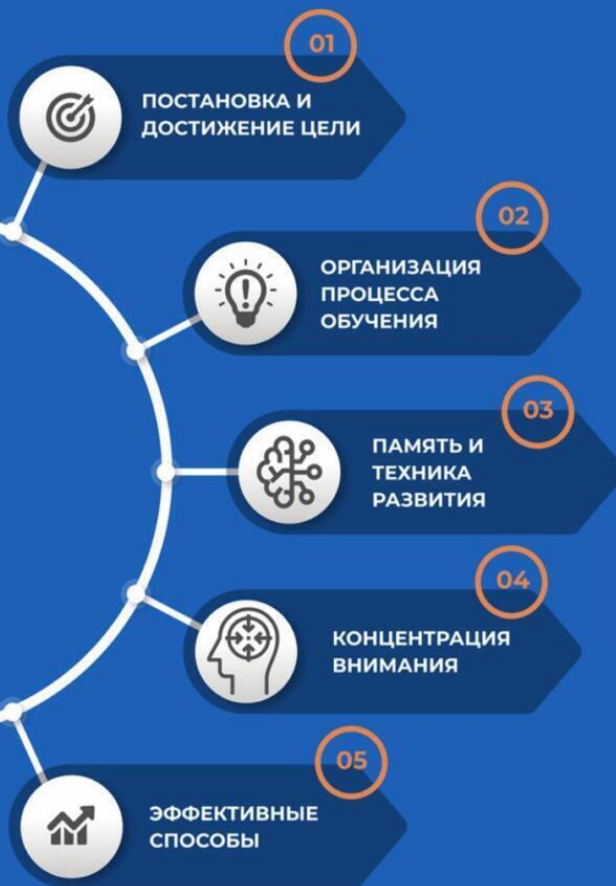 01
ПОСТАНОВКА И
ДОСТИЖЕНИЕ ЦЕЛИ
02
ОРГАНИЗАЦИЯ
ПРОЦЕССА
ОБУЧЕНИЯ
03
ПАМЯТЬ И
ТЕХНИКА
РАЗВИТИЯ
04
КОНЦЕНТРАЦИЯ
ВНИМАНИЯ
05
ЭФФЕКТИВНЫЕ
СПОСОБЫ